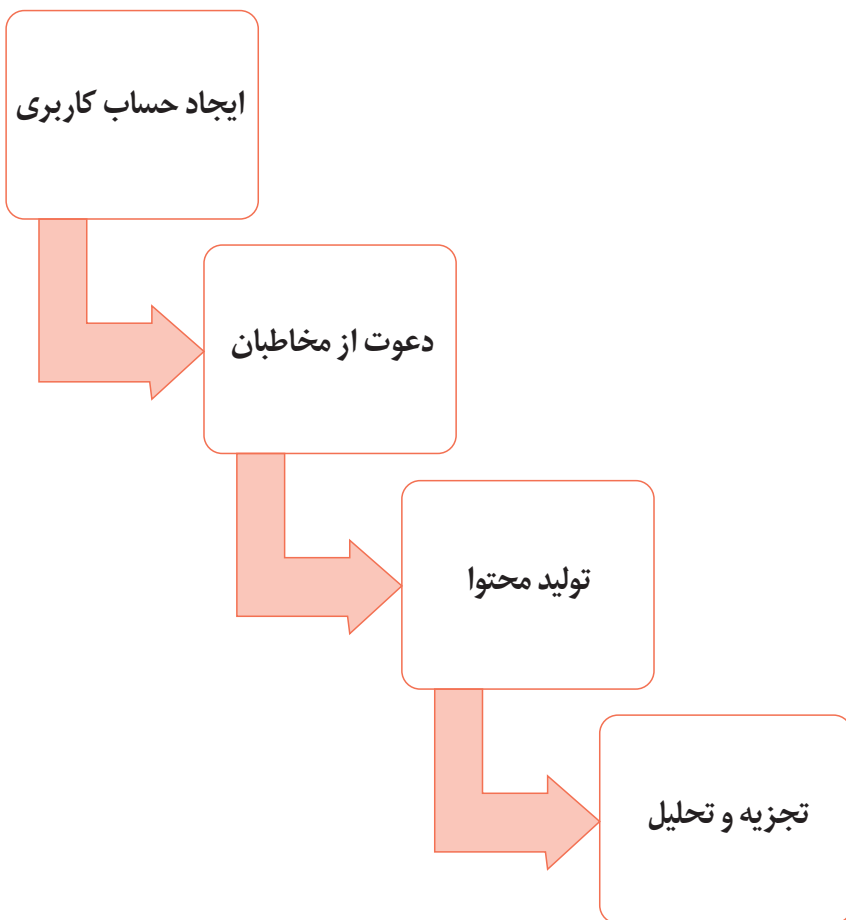 ایجاد حساب کاربری
دعوت از مخاطبان
تولید محتوا
تجزیه و تحلیل